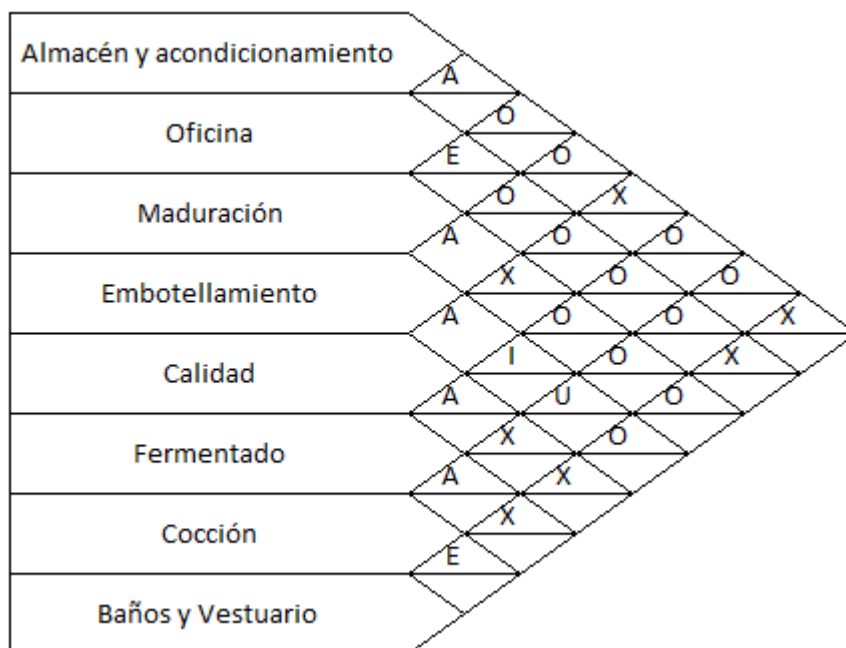 Almacén y acondicionamiento
A
O
Oficina
E O
O X
Maduración
A O O
X O O
Embotellamiento
A O O X
I O X
Calidad
A U O
X O
Fermentado
A X
X
Cocción
E
Baños y Vestuario